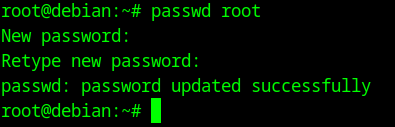 root@debian:~# passwd root
New password:
Retype new password:
passwd: password updated successfully
root@debian:~#